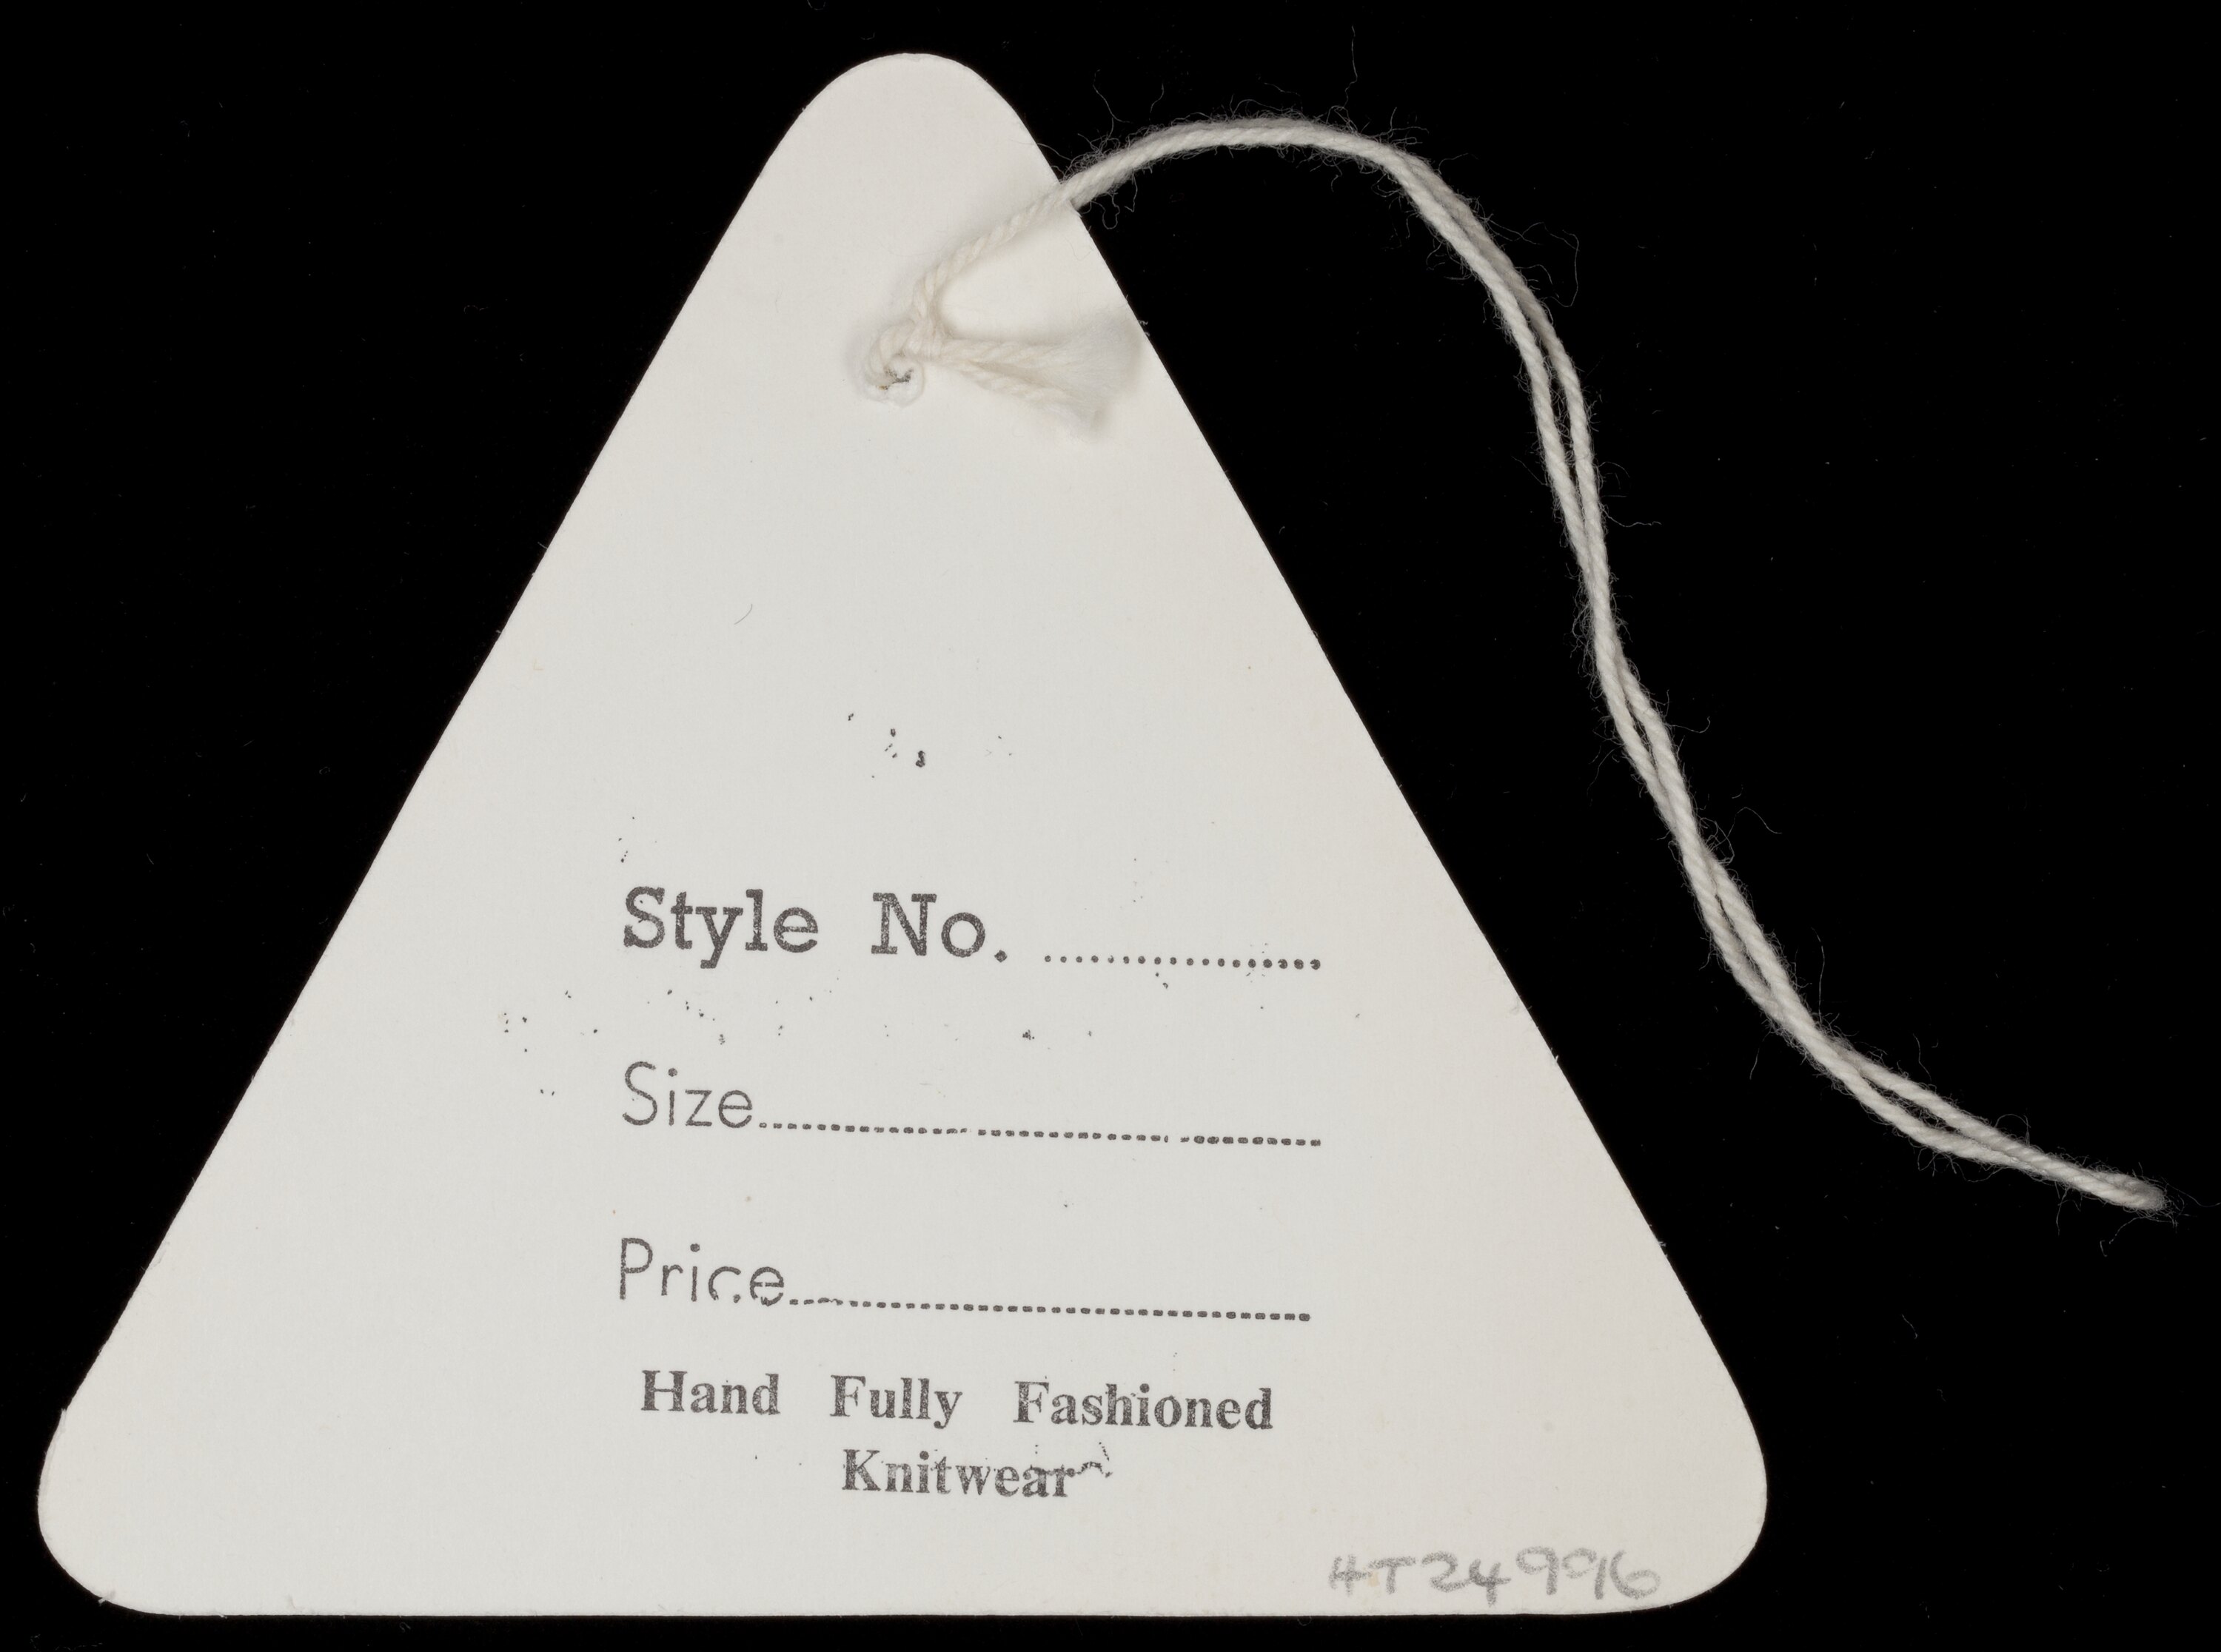 Style No. ..................
Size..............................
Price..............................
Hand Fully Fashioned
Knitwear
HT24996